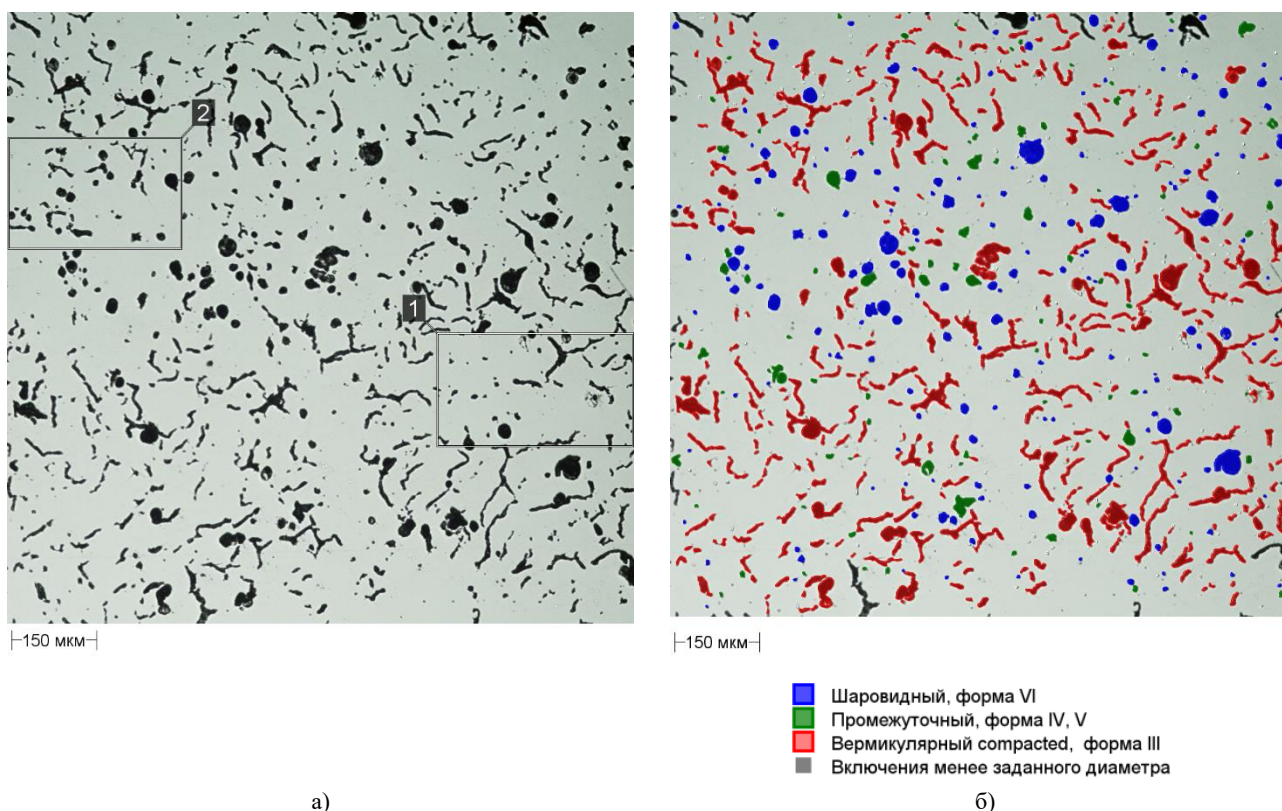 2
1
150 мкм
150 мкм
Шаровидный, форма VI
Промежуточный, форма IV, V
Вермикулярный compacted, форма III
Включения менее заданного диаметра
а)
б)